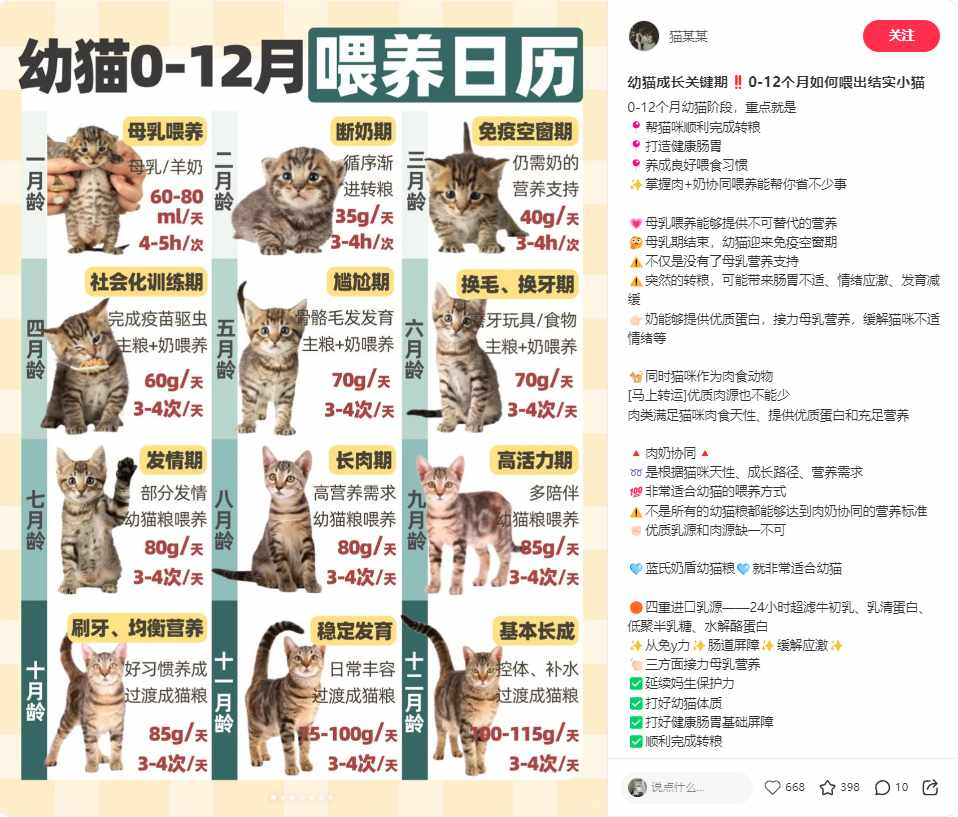 幼猫0-12月喂养日历
一月龄
母乳喂养
母乳/羊奶
60-80
ml/天
4-5h/次
二月龄
断奶期
循序渐
进转粮
35g/天
3-4h/次
三月龄
免疫空窗期
仍需奶的
营养支持
40g/天
3-4h/次
四月龄
社会化训练期
完成疫苗驱虫
主粮+奶喂养
60g/天
3-4次/天
五月龄
尴尬期
骨骼毛发发育
主粮+奶喂养
70g/天
3-4次/天
六月龄
换毛、换牙期
磨牙玩具/食物
主粮+奶喂养
70g/天
3-4次/天
七月龄
发情期
部分发情
幼猫粮喂养
80g/天
3-4次/天
八月龄
长肉期
高营养需求
幼猫粮喂养
80g/天
3-4次/天
九月龄
高活力期
多陪伴
幼猫粮喂养
85g/天
3-4次/天
十月龄
刷牙、均衡营养
好习惯养成
过渡成猫粮
85g/天
3-4次/天
十一月龄
稳定发育
日常丰容
过渡成猫粮
5-100g/天
3-4次/天
十二月龄
基本长成
控体、补水
过渡成猫粮
100-115g/天
3-4次/天
猫某某
关注
幼猫成长关键期‼️0-12个月如何喂出结实小猫
0-12个月幼猫阶段，重点就是
📍帮猫咪顺利完成转粮
📍打造健康肠胃
📍养成良好喂食习惯
✨掌握肉+奶协同喂养能帮你省不少事
💗母乳喂养能够提供不可替代的营养
🤔母乳期结束，幼猫迎来免疫空窗期
⚠️不仅是没有了母乳营养支持
⚠️突然的转粮，可能带来肠胃不适、情绪应激、发育减
缓
👉🏻奶能够提供优质蛋白，接力母乳营养，缓解猫咪不适
情绪等
🐈同时猫咪作为肉食动物
[马上转运]优质肉源也不能少
肉类满足猫咪肉食天性、提供优质蛋白和充足营养
🔺肉奶协同🔺
➿是根据猫咪天性、成长路径、营养需求
💯非常适合幼猫的喂养方式
⚠️不是所有的幼猫粮都能够达到肉奶协同的营养标准
✊🏻优质乳源和肉源缺一不可
🩵蓝氏奶盾幼猫粮🩵就非常适合幼猫
🟠四重进口乳源——24小时超滤牛初乳、乳清蛋白、
低聚半乳糖、水解酪蛋白
✨从免y力✨肠道屏障✨缓解应激✨
👏🏻三方面接力母乳营养
✅延续妈生保护力
✅打好幼猫体质
✅打好健康肠胃基础屏障
✅顺利完成转粮
说点什么...
668
398
10